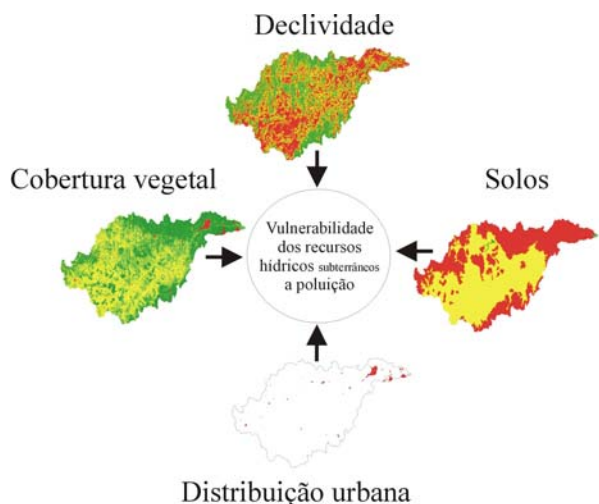 Declividade
Cobertura vegetal
Solos
Vulnerabilidade
dos recursos
hídricos subterrâneos
a poluição
Distribuição urbana